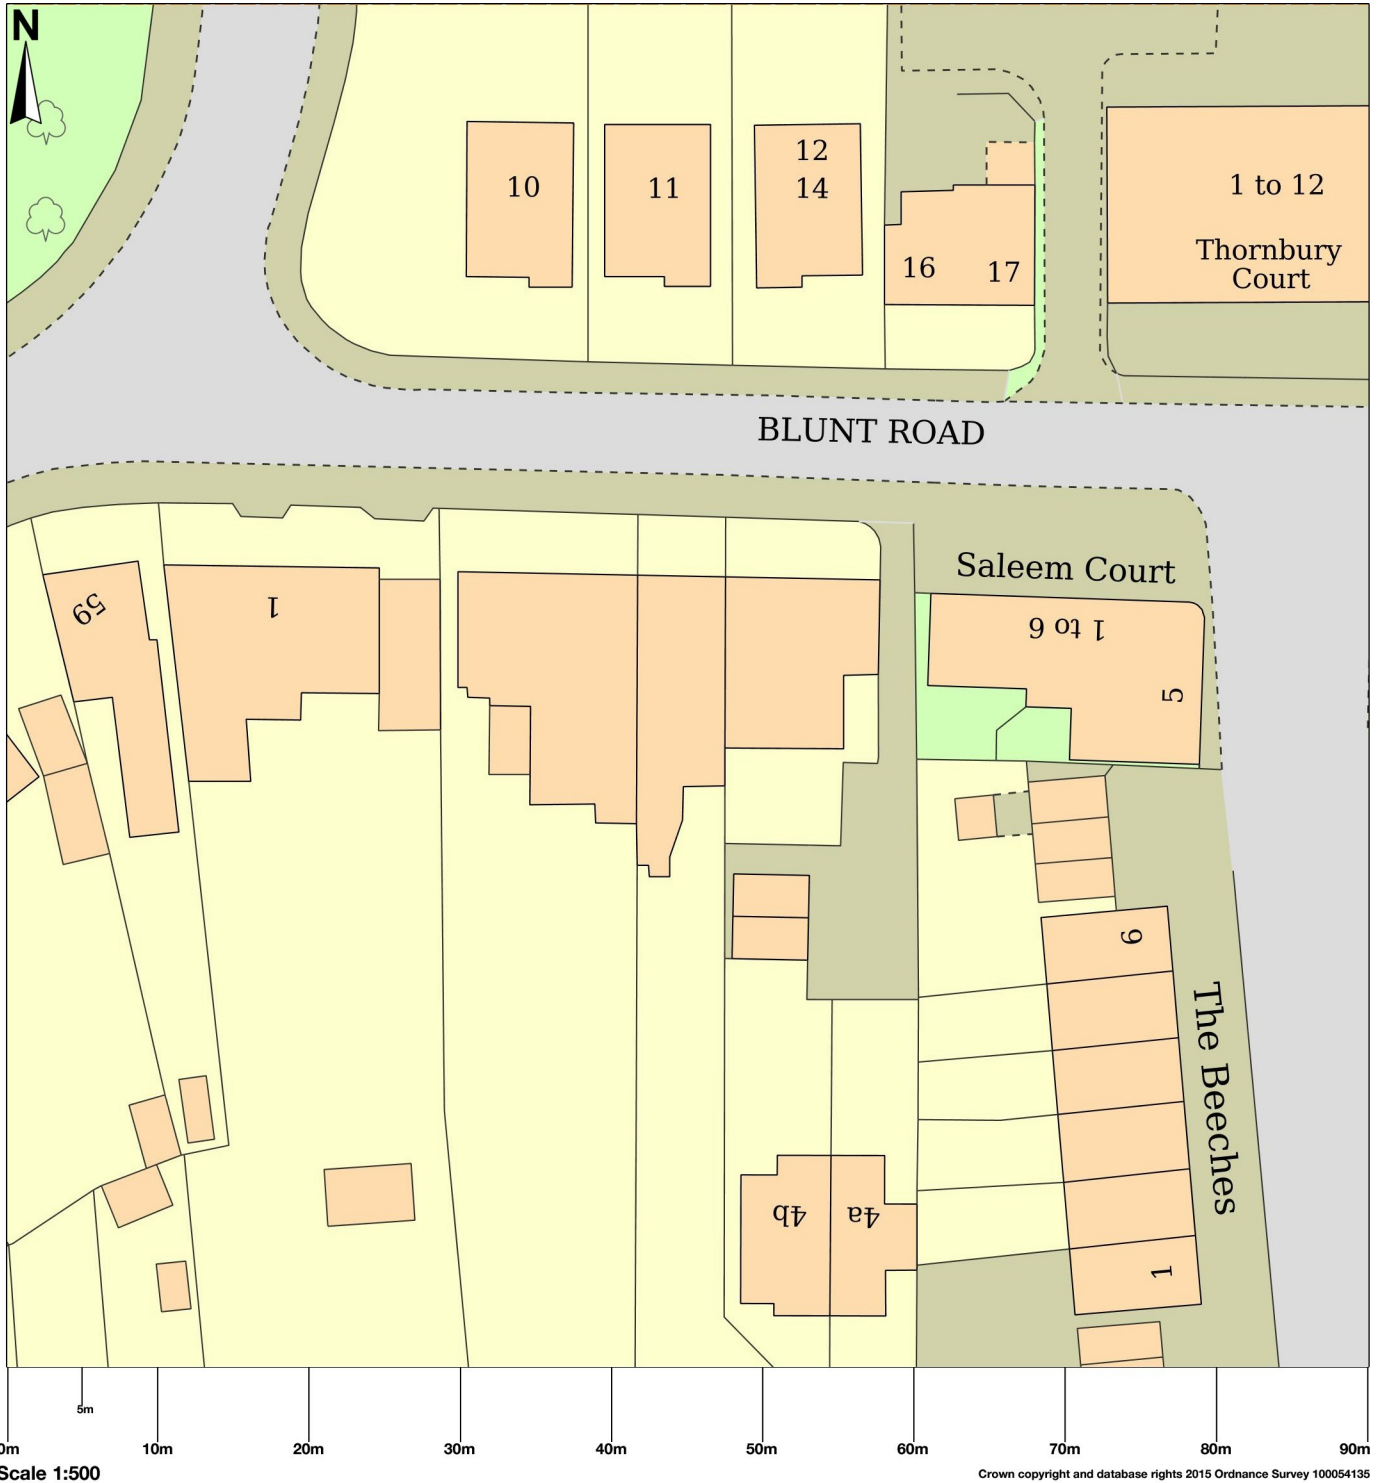 N
10
11
12
14
16
17
1 to 12
Thornbury
Court
BLUNT ROAD
Saleem Court
59
1
1 to 6
5
6
The Beeches
4b
4a
1
5m
0m
10m
20m
30m
40m
50m
60m
70m
80m
90m
Scale 1:500
Crown copyright and database rights 2015 Ordnance Survey 100054135